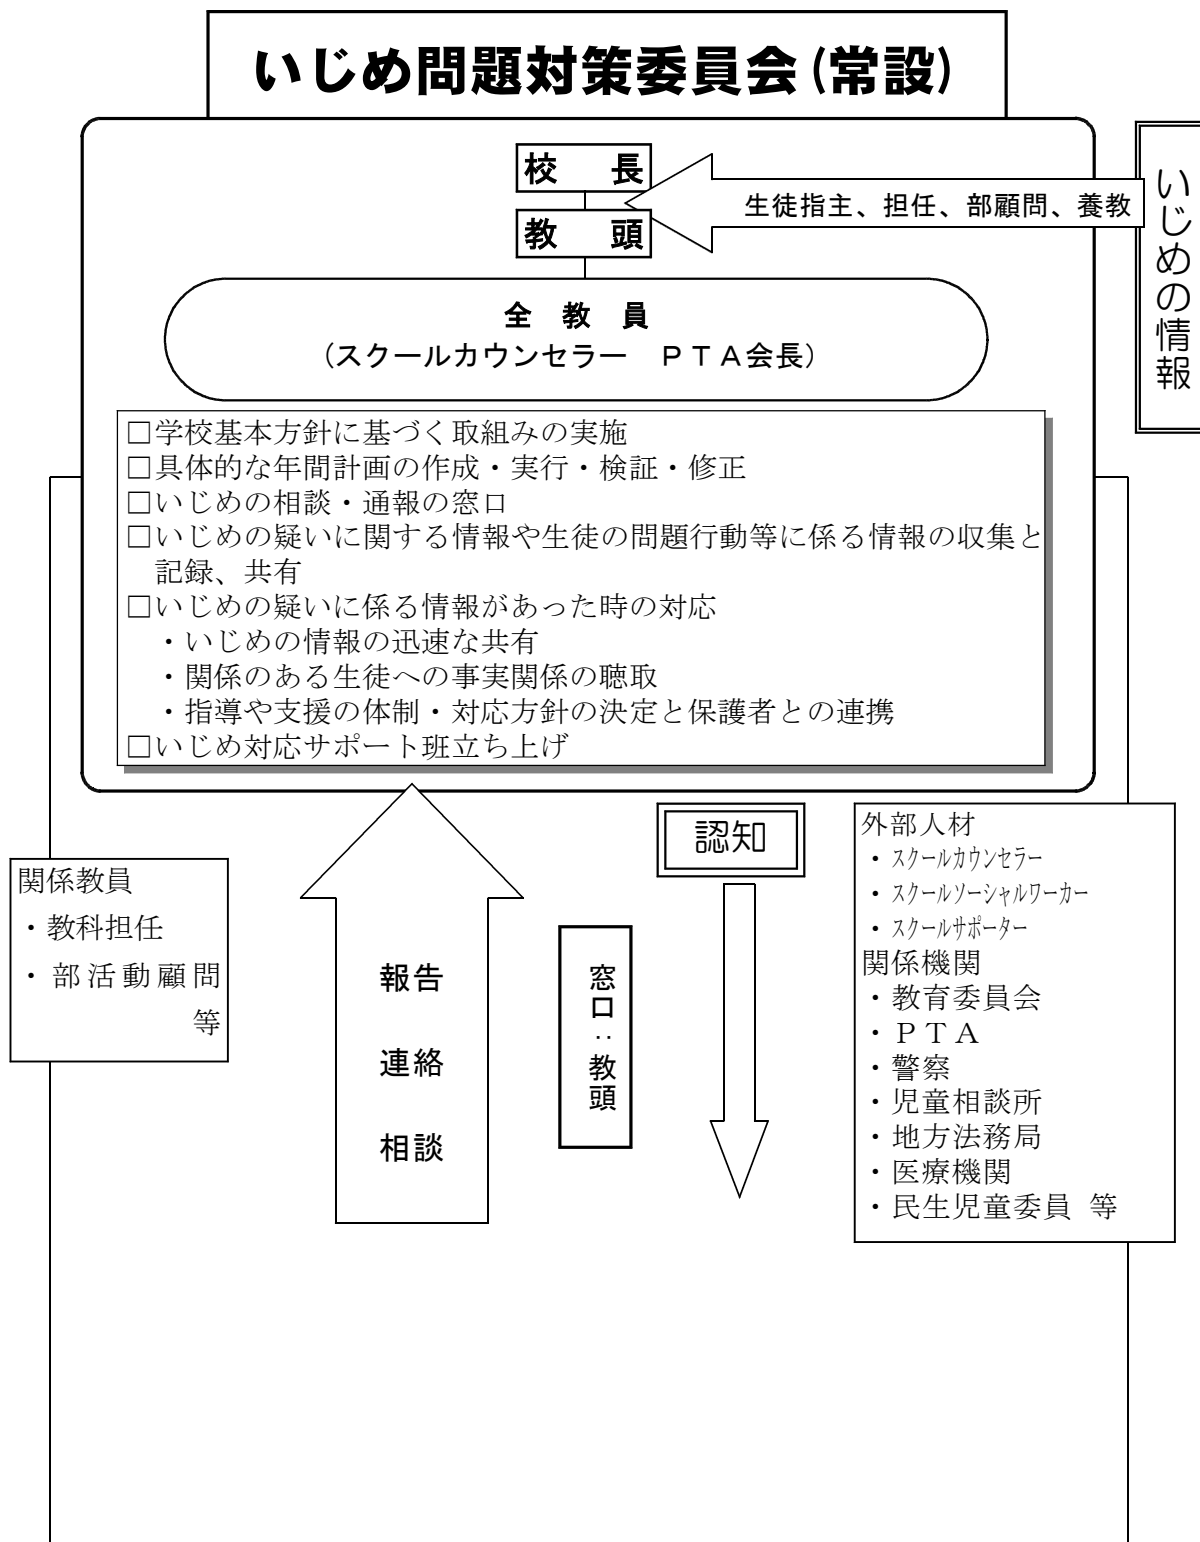 いじめ問題対策委員会(常設)
校　長
生徒指主、担任、部顧問、養教
いじめの情報
教　頭
全　教　員
(スクールカウンセラー　ＰＴＡ会長)
□学校基本方針に基づく取組みの実施
□具体的な年間計画の作成・実行・検証・修正
□いじめの相談・通報の窓口
□いじめの疑いに関する情報や生徒の問題行動等に係る情報の収集と
記録、共有
□いじめの疑いに係る情報があった時の対応
・いじめの情報の迅速な共有
・関係のある生徒への事実関係の聴取
・指導や支援の体制・対応方針の決定と保護者との連携
□いじめ対応サポート班立ち上げ
関係教員
・教科担任
・部活動顧問
等
報告
連絡
相談
認知
窓口：教頭
外部人材
・スクールカウンセラー
・スクールソーシャルワーカー
・スクールサポーター
関係機関
・教育委員会
・ＰＴＡ
・警察
・児童相談所
・地方法務局
・医療機関
・民生児童委員　等